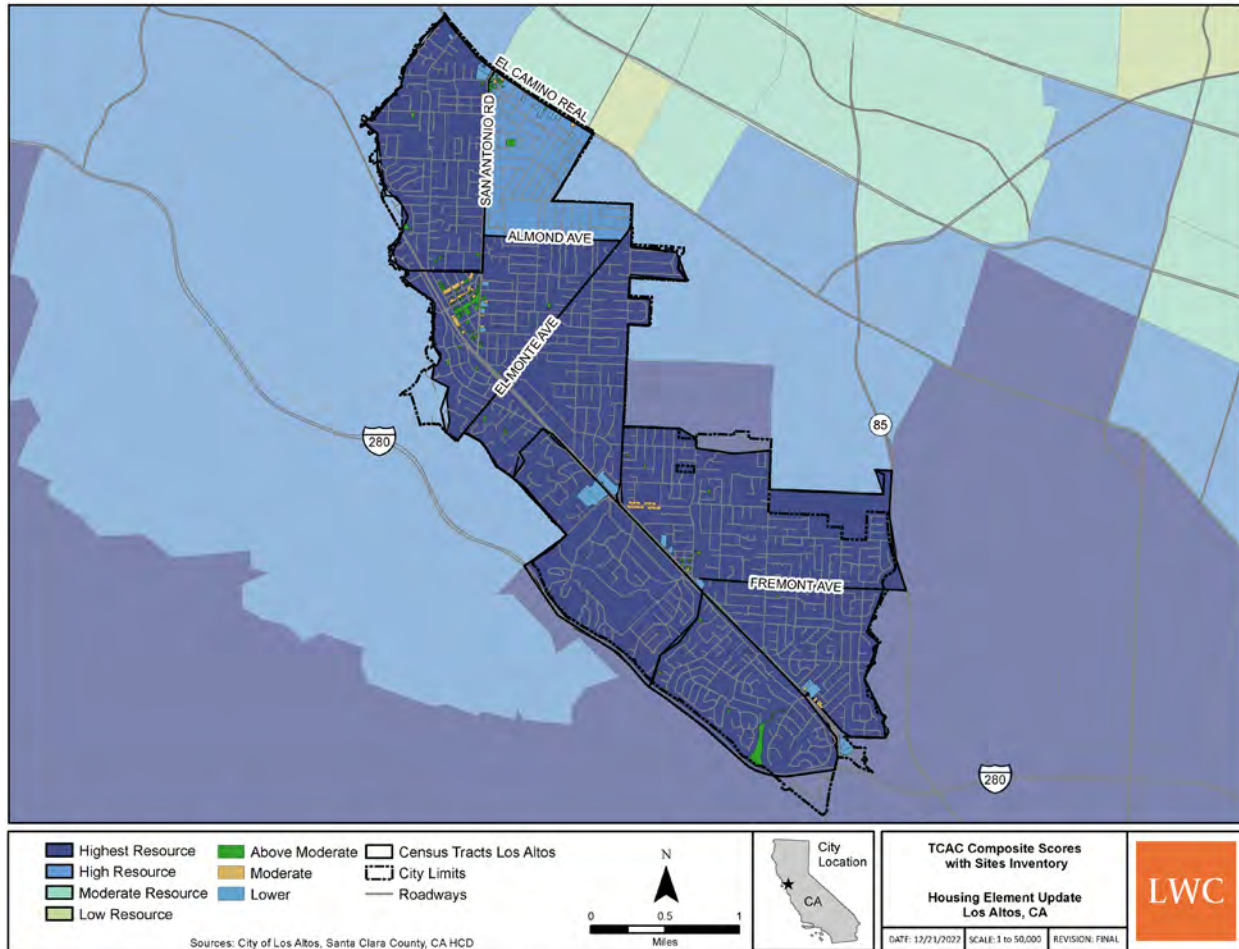 EL CAMINO REAL
SAN ANTONIO RD
ALMOND AVE
EL MONTE AVE
280
85
FREMONT AVE
280
Highest Resource
High Resource
Moderate Resource
Low Resource
Above Moderate
Moderate
Lower
Census Tracts Los Altos
City Limits
Roadways
Sources: City of Los Altos, Santa Clara County, CA HCD
N
0 0.5 1
Miles
City
Location
CA
TCAC Composite Scores
with Sites Inventory
Housing Element Update
Los Altos, CA
DATE: 12/21/2022 SCALE: 1 to 50,000 REVISION: FINAL
LWC